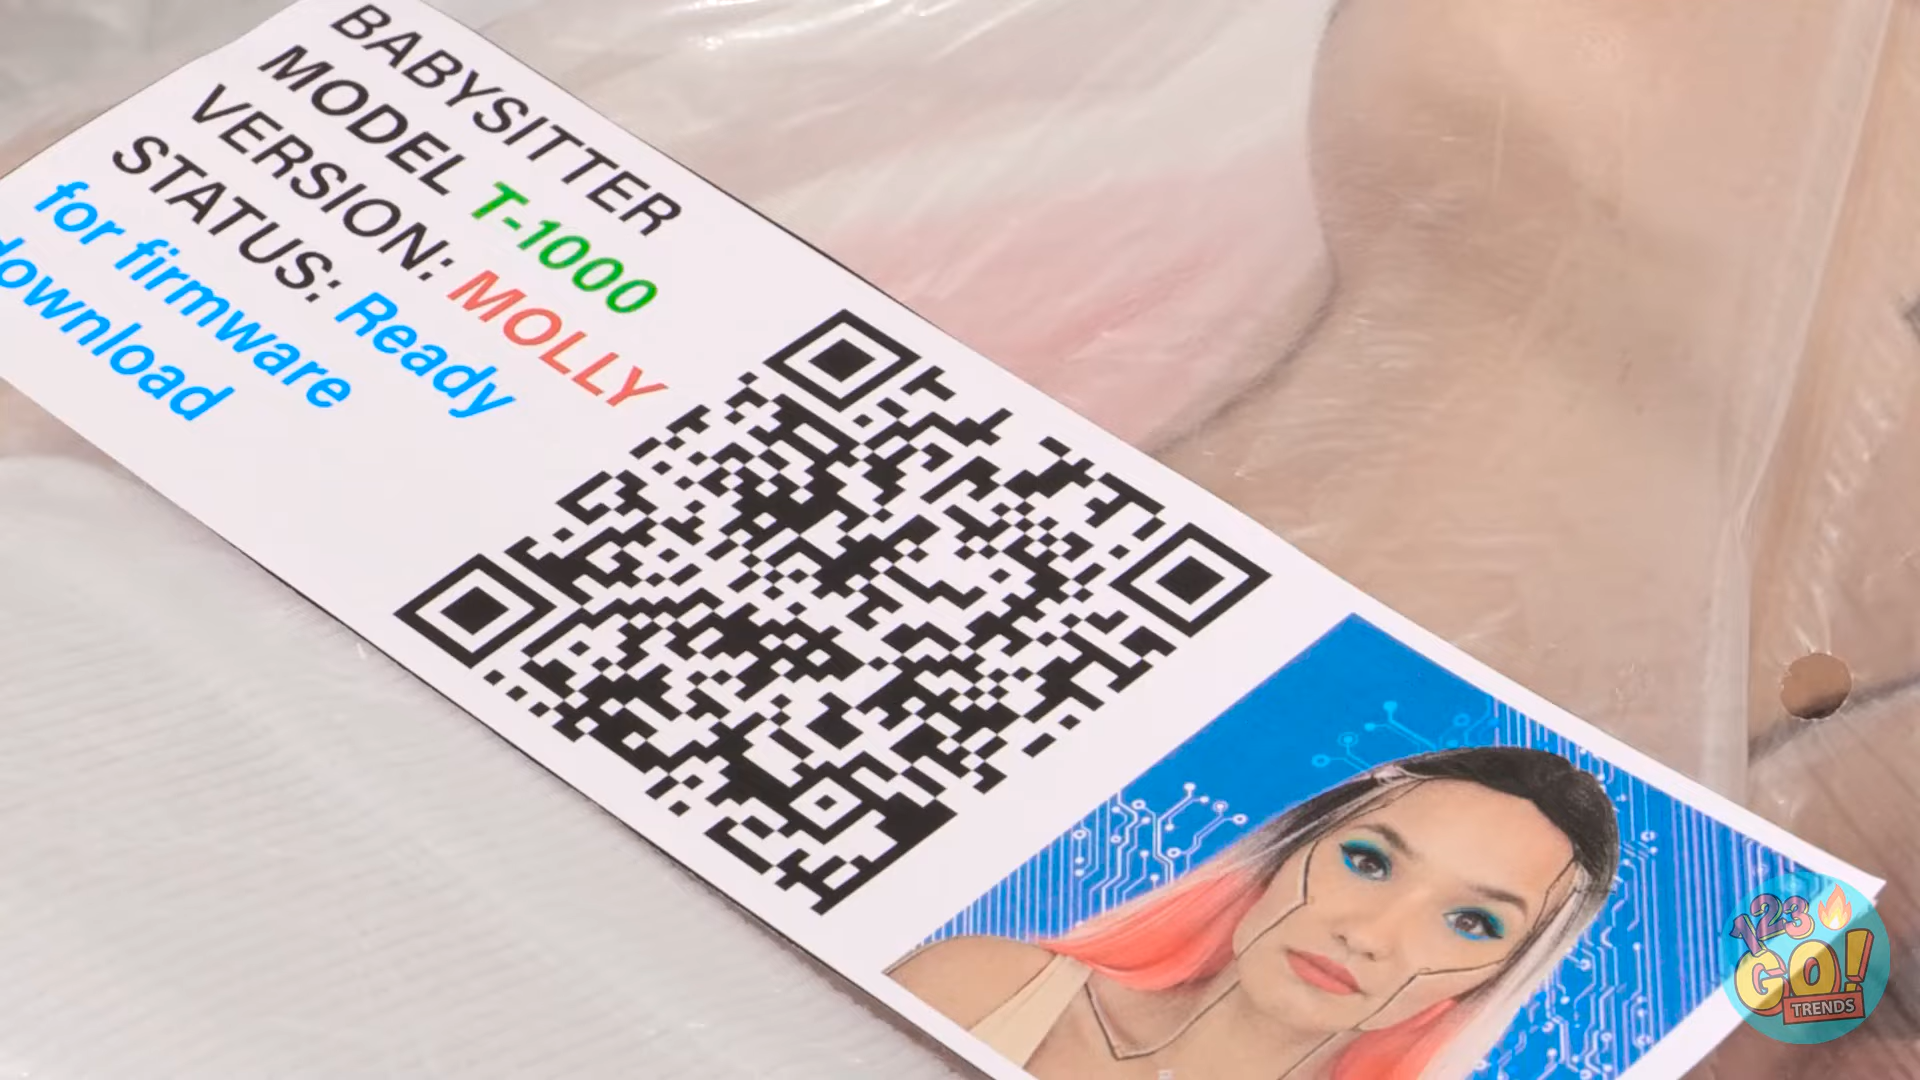 BABYSITTER
MODEL T-1000
VERSION: MOLLY
STATUS: Ready
for firmware
download
123
GO!
TRENDS